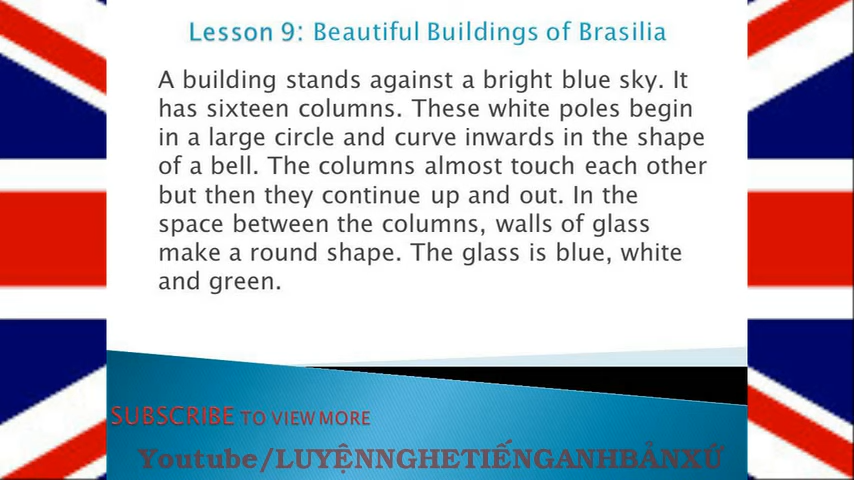 Lesson 9: Beautiful Buildings of Brasilia
A building stands against a bright blue sky. It
has sixteen columns. These white poles begin
in a large circle and curve inwards in the shape
of a bell. The columns almost touch each other
but then they continue up and out. In the
space between the columns, walls of glass
make a round shape. The glass is blue, white
and green.
SUBSCRIBE TO VIEW MORE
Youtube/LUYỆNNGHETIẾNGANHBẢNXỨ